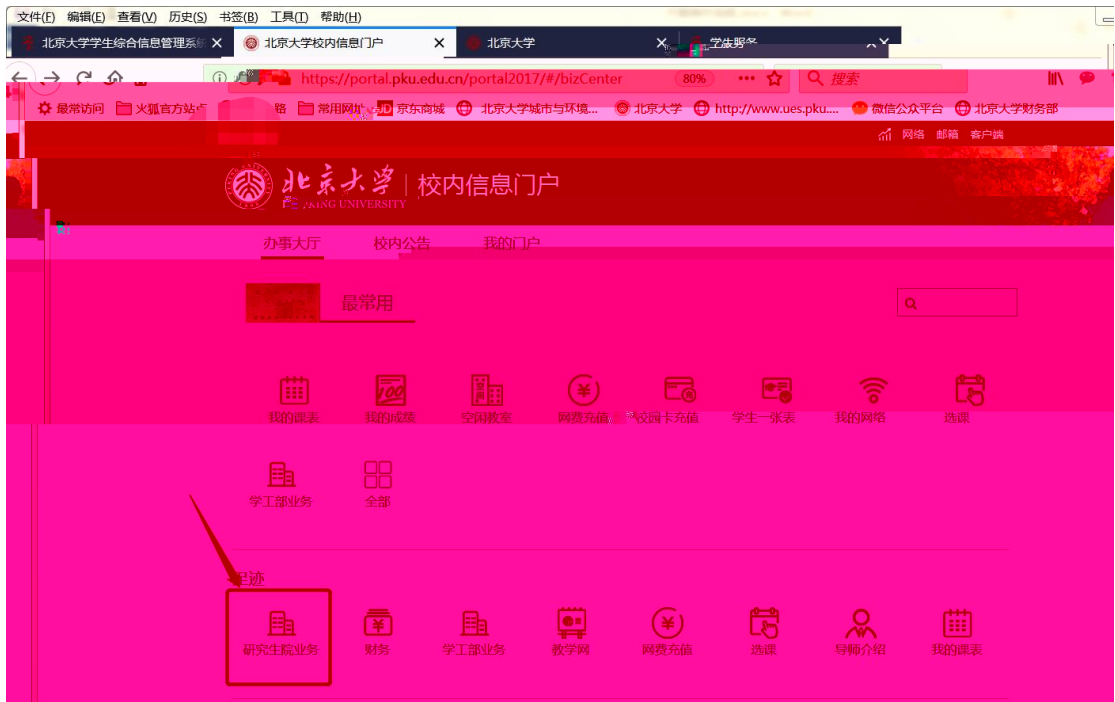 文件(F) 编辑(E) 查看(V) 历史(S) 书签(B) 工具(T) 帮助(H)
北京大学学生综合信息管理系统 北京大学校内信息门户 北京大学
https://portal.pku.edu.cn/portal2017/#/bizCenter 80% 搜索
最常访问 火狐官方站点 常用网址 JD 京东商城 北京大学城市与环境... 北京大学 http://www.ues.pku.... 微信公众平台 北京大学财务部
网络 邮箱 客户端
北京大学 校内信息门户
PEKING UNIVERSITY
办事大厅 校内公告 我的门户
最常用
我的课表 我的成绩 空闲教室 网费充值 校园卡充值 学生一张表 我的网络 选课
学工部业务 全部
足迹
研究生院业务 财务 学工部业务 教学网 网费充值 选课 导师介绍 我的课表